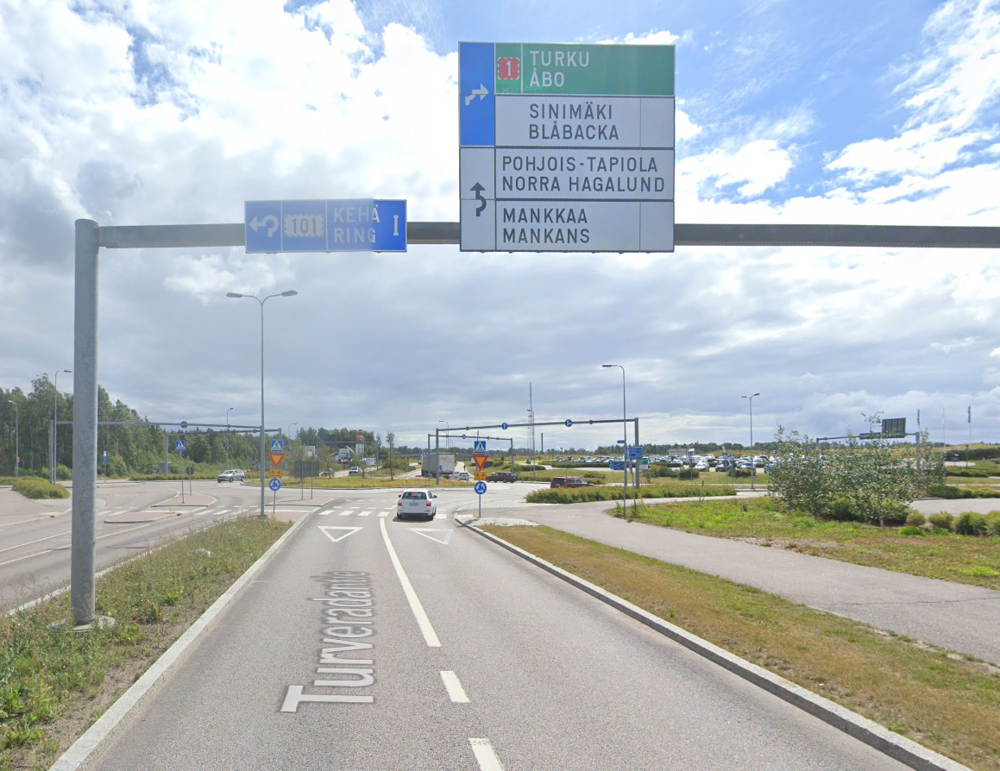 1
TURKU
ÅBO
SINIMÄKI
BLÅBACKA
POHJOIS-TAPIOLA
NORRA HAGALUND
MANKKAA
MANKANS
101
KEHÄ
RING
I
Turveradantie